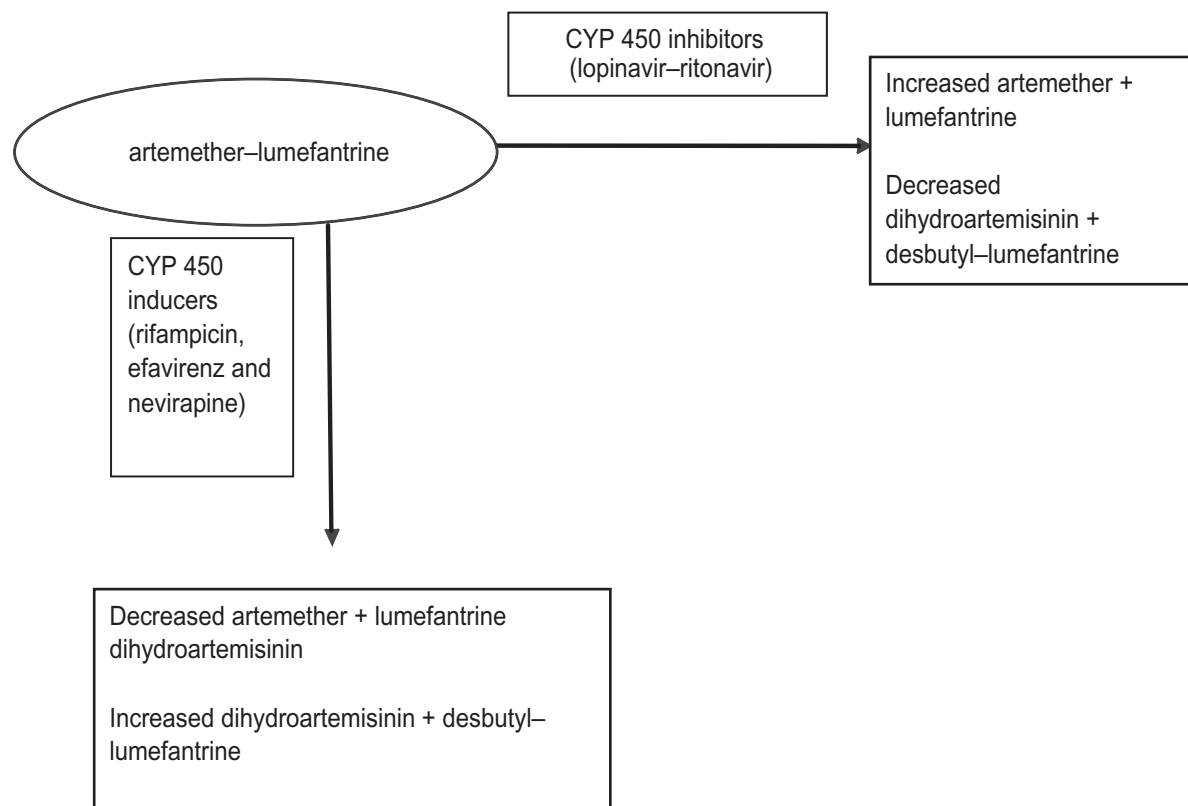 CYP 450 inhibitors
(lopinavir–ritonavir)
Increased artemether +
lumefantrine
Decreased
dihydroartemisinin +
desbutyl–lumefantrine
artemether–lumefantrine
CYP 450
inducers
(rifampicin,
efavirenz and
nevirapine)
Decreased artemether + lumefantrine
dihydroartemisinin
Increased dihydroartemisinin + desbutyl–
lumefantrine